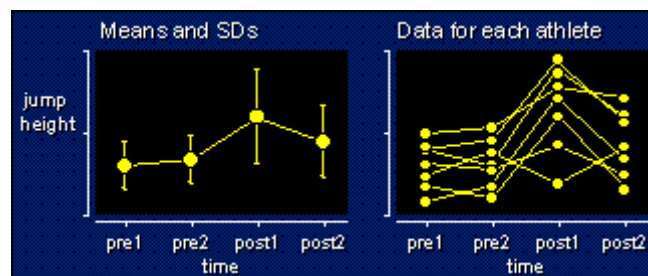 Means and SDs
jump
height
pre1 pre2 post1 post2
time
Data for each athlete
pre1 pre2 post1 post2
time